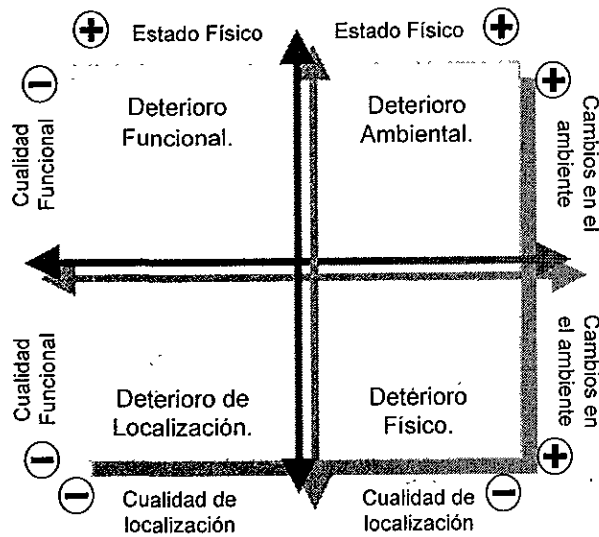 + Estado Físico
Estado Físico +
−
Cualidad
Funcional
Deterioro
Funcional.
Deterioro
Ambiental.
+
Cambios en el
ambiente
Cualidad
Funcional
−
Deterioro de
Localización.
Detérioro
Físico.
Cambios en
el ambiente
+
− Cualidad de
localización
Cualidad de −
localización